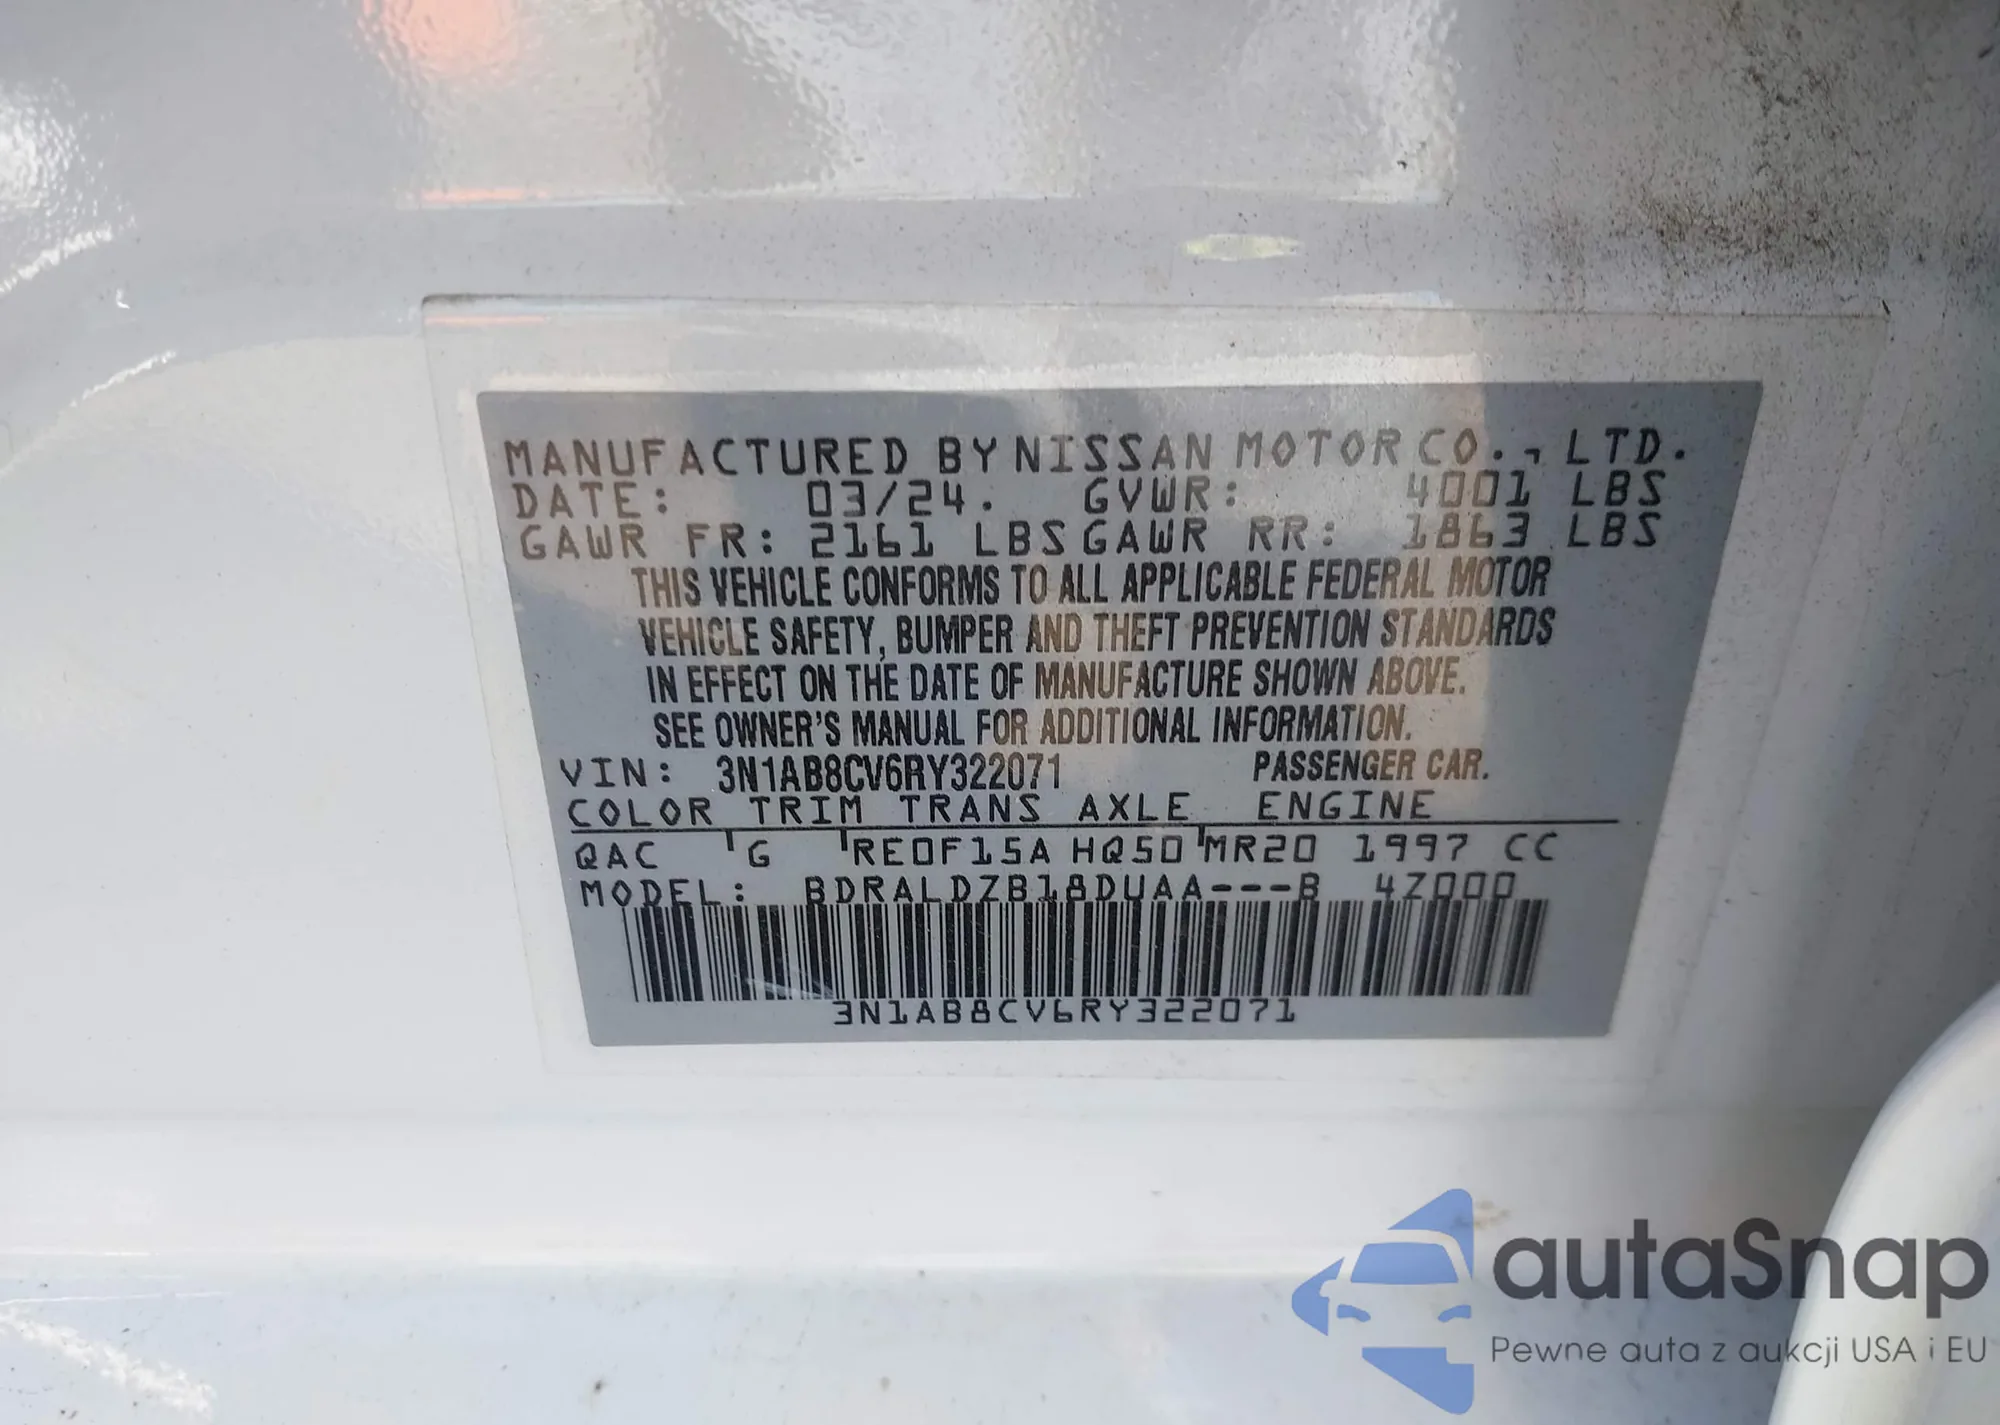 MANUFACTURED BY NISSAN MOTOR CO., LTD.
DATE: 03/24. GVWR: 4001 LBS
GAWR FR: 2161 LBS GAWR RR: 1863 LBS
THIS VEHICLE CONFORMS TO ALL APPLICABLE FEDERAL MOTOR
VEHICLE SAFETY, BUMPER AND THEFT PREVENTION STANDARDS
IN EFFECT ON THE DATE OF MANUFACTURE SHOWN ABOVE.
SEE OWNER'S MANUAL FOR ADDITIONAL INFORMATION.
VIN: 3N1AB8CV6RY322071 PASSENGER CAR.
COLOR TRIM TRANS AXLE ENGINE
QAC G RE0F15A HQ50 MR20 1997 CC
MODEL: BDRALDZB18DUAA---B 4Z000
3N1AB8CV6RY322071
autaSnap
Pewne auta z aukcji USA i EU